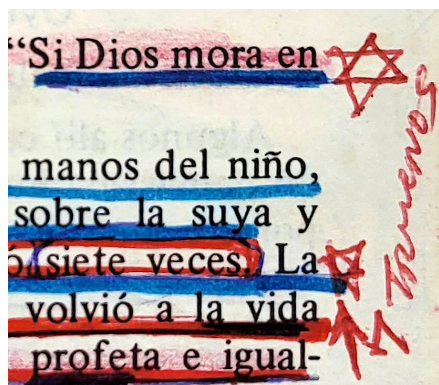 “Si Dios mora en
manos del niño,
sobre la suya y
ó siete veces. La
volvió a la vida
profeta e igual-
Truenos